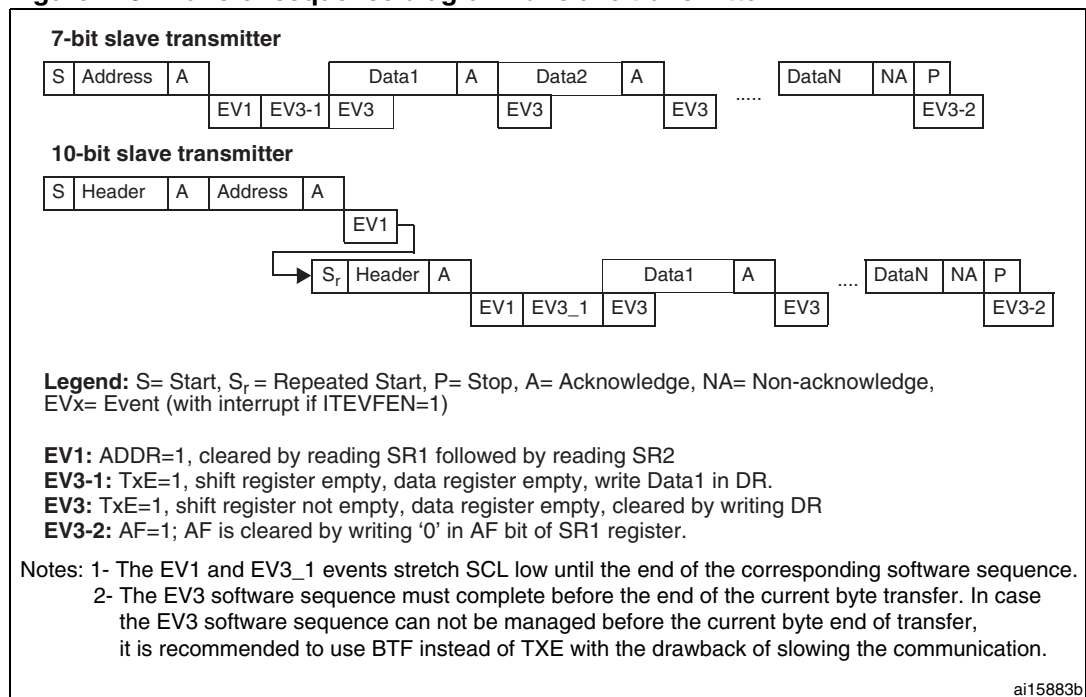 7-bit slave transmitter
S Address A Data1 A Data2 A ..... DataN NA P
EV1 EV3-1 EV3 EV3 EV3 EV3-2
10-bit slave transmitter
S Header A Address A
EV1
Sr Header A Data1 A .... DataN NA P
EV1 EV3_1 EV3 EV3 EV3-2
Legend: S= Start, Sr = Repeated Start, P= Stop, A= Acknowledge, NA= Non-acknowledge,
EVx= Event (with interrupt if ITEVFEN=1)
EV1: ADDR=1, cleared by reading SR1 followed by reading SR2
EV3-1: TxE=1, shift register empty, data register empty, write Data1 in DR.
EV3: TxE=1, shift register not empty, data register empty, cleared by writing DR
EV3-2: AF=1; AF is cleared by writing ‘0’ in AF bit of SR1 register.
Notes: 1- The EV1 and EV3_1 events stretch SCL low until the end of the corresponding software sequence.
2- The EV3 software sequence must complete before the end of the current byte transfer. In case
the EV3 software sequence can not be managed before the current byte end of transfer,
it is recommended to use BTF instead of TXE with the drawback of slowing the communication.
ai15883b